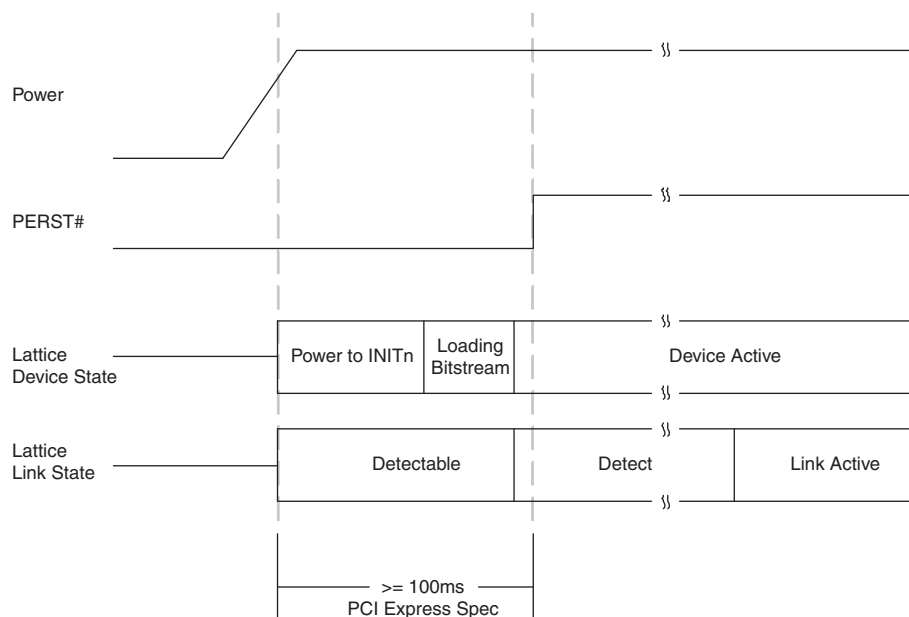 Power
PERST#
Lattice
Device State
Power to INITn
Loading
Bitstream
Device Active
Lattice
Link State
Detectable
Detect
Link Active
>= 100ms
PCI Express Spec